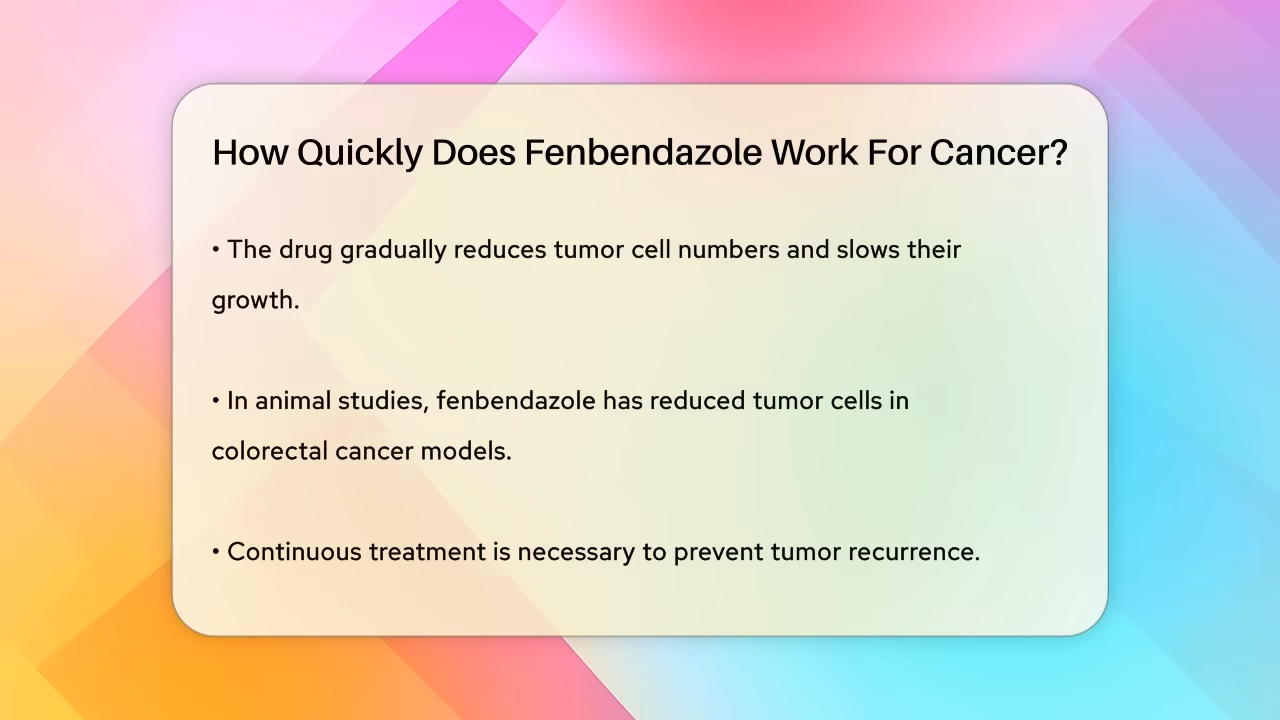 How Quickly Does Fenbendazole Work For Cancer?
• The drug gradually reduces tumor cell numbers and slows their
growth.
• In animal studies, fenbendazole has reduced tumor cells in
colorectal cancer models.
• Continuous treatment is necessary to prevent tumor recurrence.